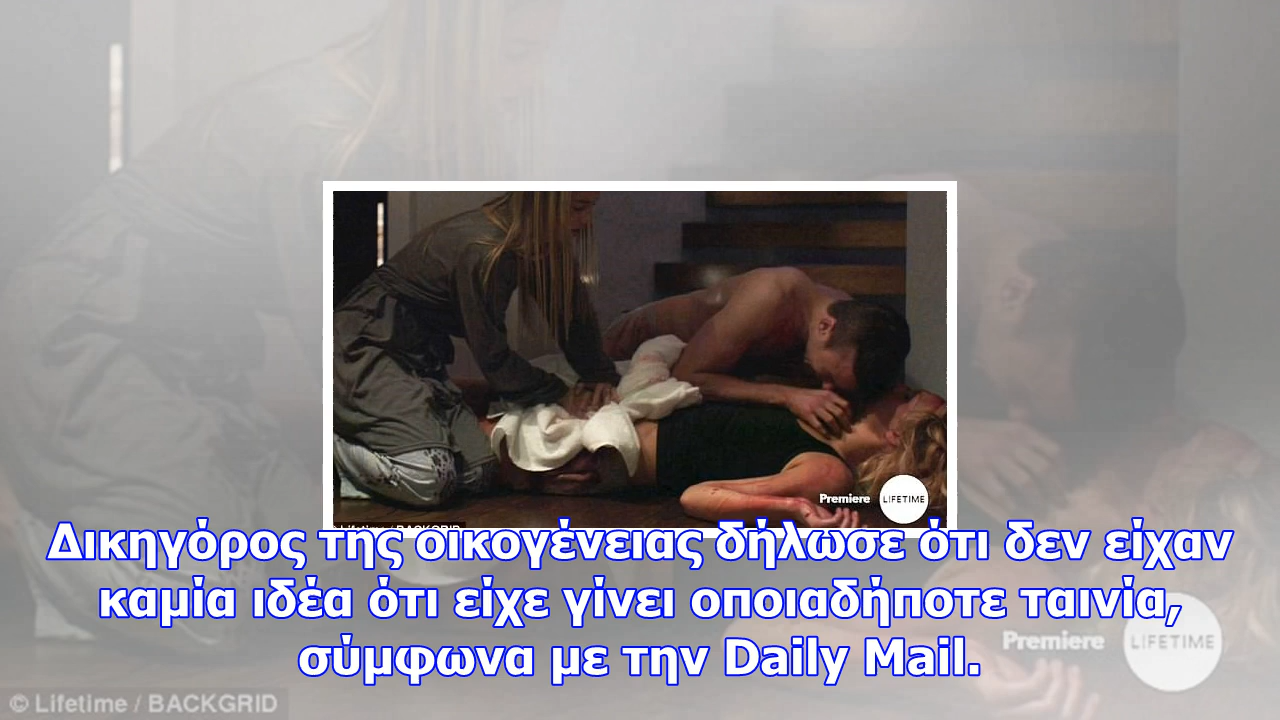 Premiere LIFETIME
Δικηγόρος της οικογένειας δήλωσε ότι δεν είχαν
καμία ιδέα ότι είχε γίνει οποιαδήποτε ταινία,
σύμφωνα με την Daily Mail.
Premiere LIFETIME
© Lifetime / BACKGRID